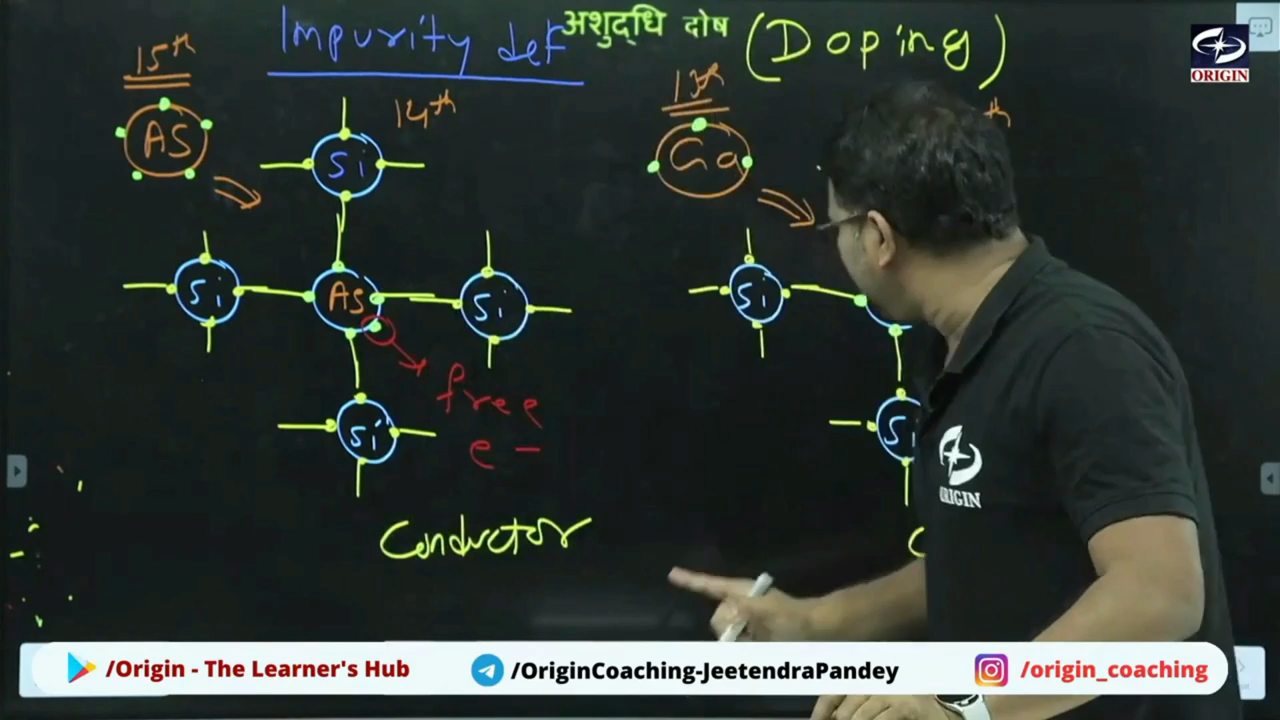 Impurity def अशुद्धि दोष (Doping)
15th
As
14th
Si
Si
As
Si
Si
free
e -
Conductor
13th
Ga
th
Si
Si
C
ORIGIN
ORIGIN
/Origin - The Learner's Hub
/OriginCoaching-JeetendraPandey
/origin_coaching